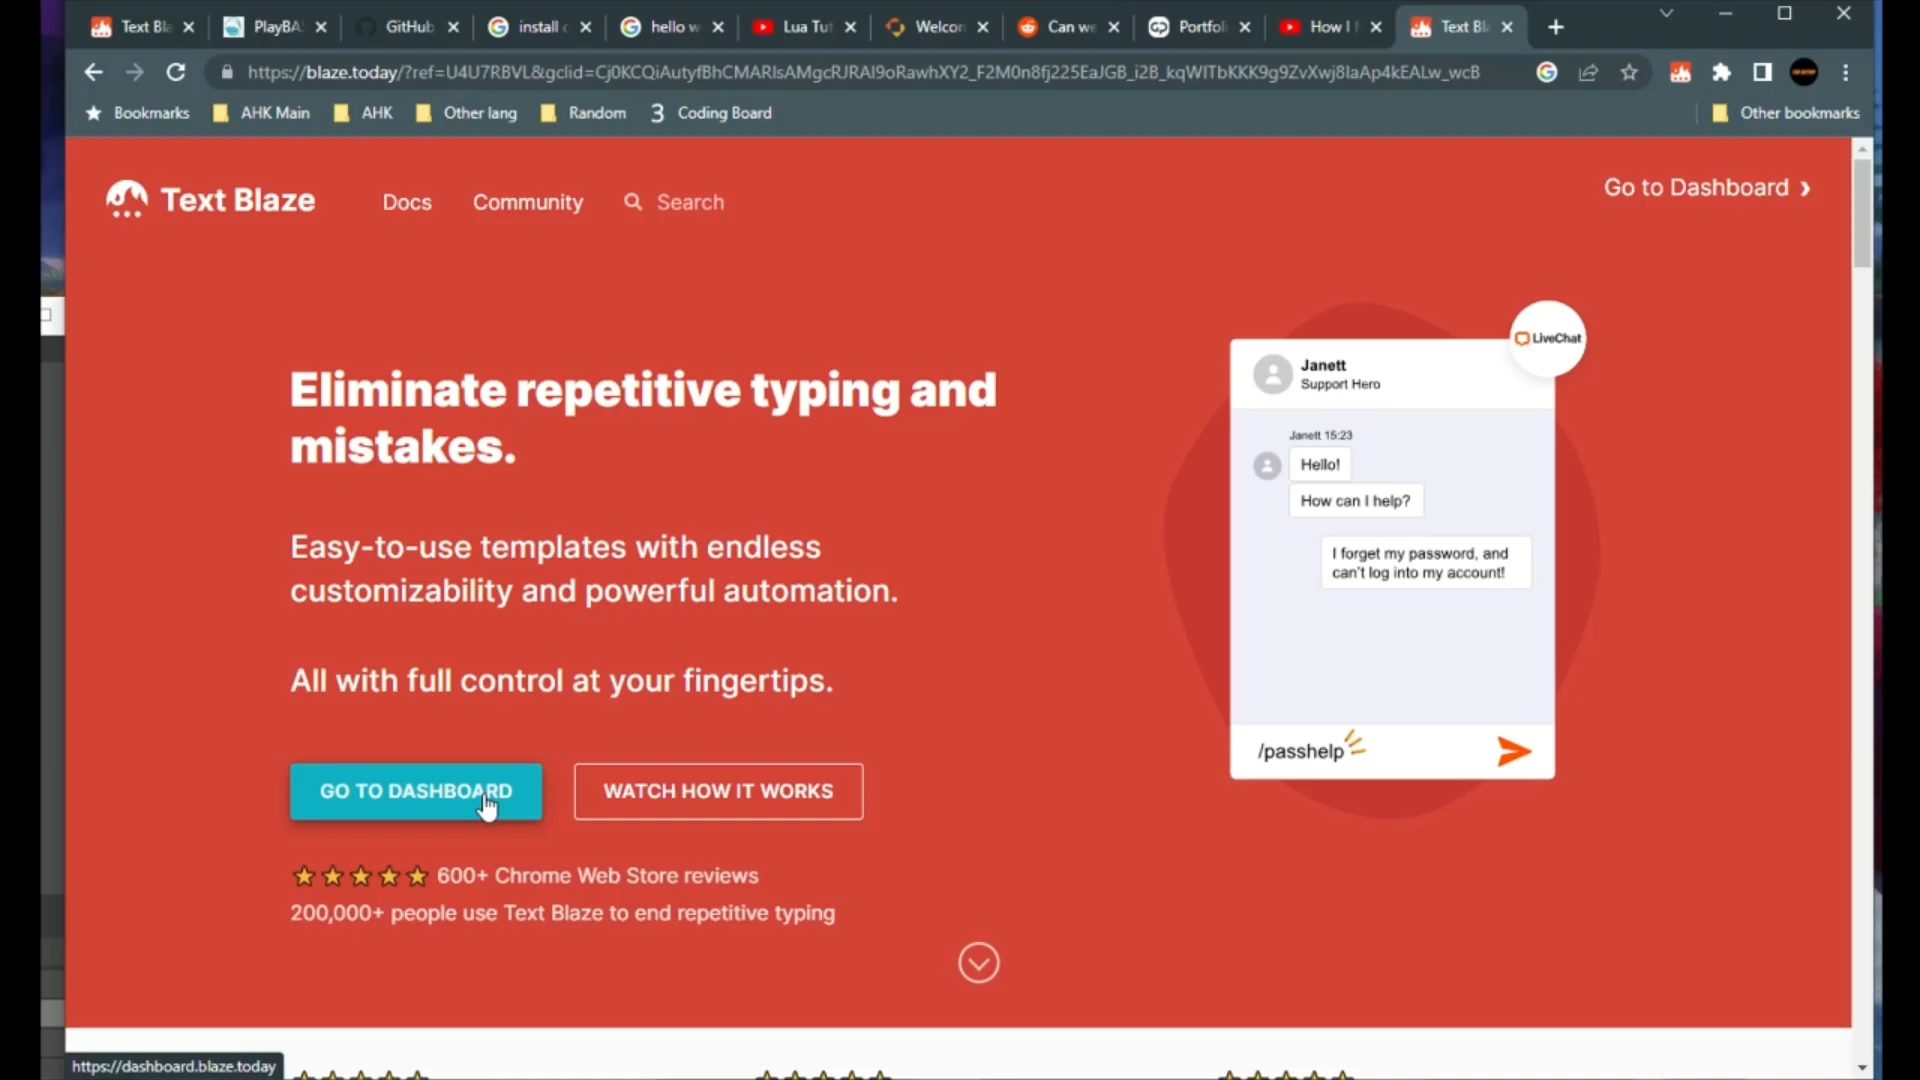 Text Bla
PlayBA
GitHub
install c
hello w
Lua Tut
Welcon
Can we
Portfoli
How I I
Text Bl
https://blaze.today/?ref=U4U7RBVL&gclid=Cj0KCQiAutyfBhCMARIsAMgcRJRAI9oRawhXY2_F2M0n8fj225EaJGB_i2B_kqWITbKKK9g9ZvXwj8IaAp4kEALw_wcB
Bookmarks
AHK Main
AHK
Other lang
Random
Coding Board
Other bookmarks
Text Blaze
Docs
Community
Search
Go to Dashboard
Eliminate repetitive typing and
mistakes.
Easy-to-use templates with endless
customizability and powerful automation.
All with full control at your fingertips.
GO TO DASHBOARD
WATCH HOW IT WORKS
600+ Chrome Web Store reviews
200,000+ people use Text Blaze to end repetitive typing
LiveChat
Janett
Support Hero
Janett 15:23
Hello!
How can I help?
I forget my password, and
can't log into my account!
/passhelp
https://dashboard.blaze.today